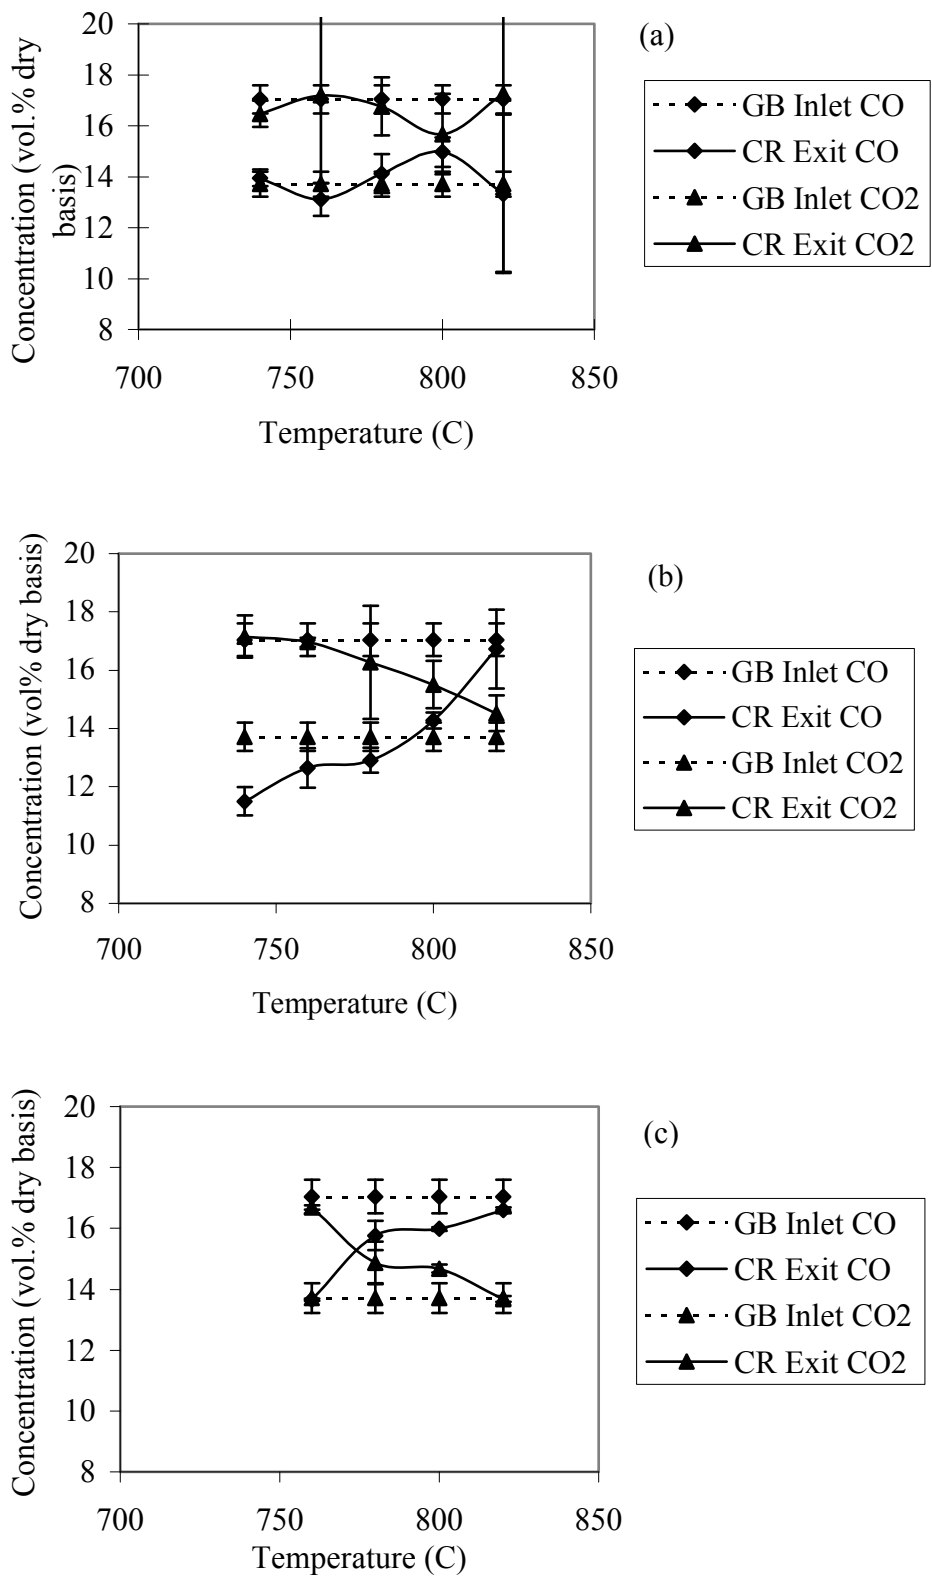 (a)
Concentration (vol.% dry
basis)
20
18
16
14
12
10
8
700 750 800 850
Temperature (C)
GB Inlet CO
CR Exit CO
GB Inlet CO2
CR Exit CO2
(b)
Concentration (vol% dry basis)
20
18
16
14
12
10
8
700 750 800 850
Temperature (C)
GB Inlet CO
CR Exit CO
GB Inlet CO2
CR Exit CO2
(c)
Concentration (vol.% dry basis)
20
18
16
14
12
10
8
700 750 800 850
Temperature (C)
GB Inlet CO
CR Exit CO
GB Inlet CO2
CR Exit CO2